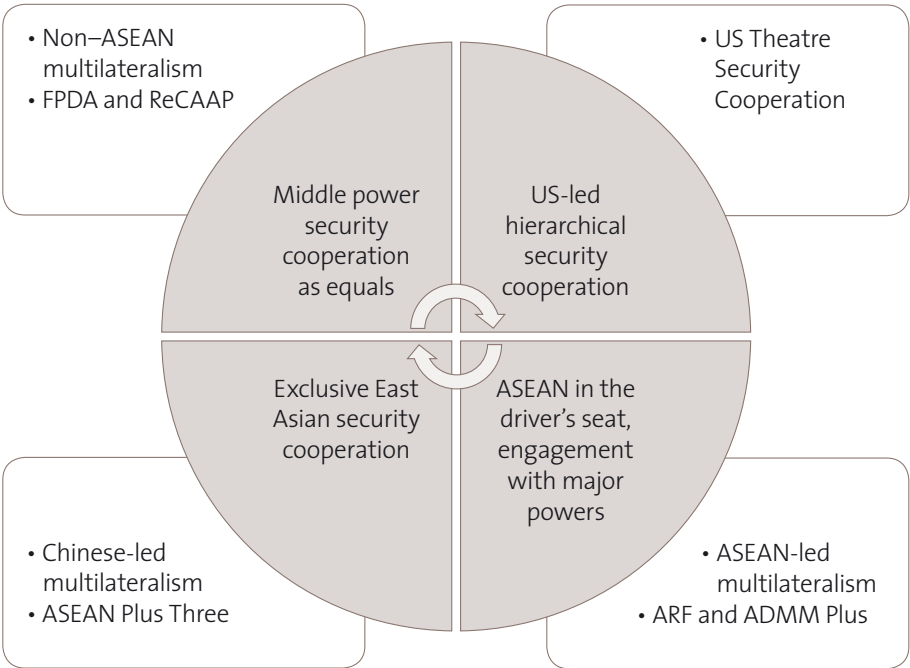 • Non–ASEAN
multilateralism
• FPDA and ReCAAP
• US Theatre
Security
Cooperation
Middle power
security
cooperation
as equals
US-led
hierarchical
security
cooperation
Exclusive East
Asian security
cooperation
ASEAN in the
driver’s seat,
engagement
with major
powers
• Chinese-led
multilateralism
• ASEAN Plus Three
• ASEAN-led
multilateralism
• ARF and ADMM Plus